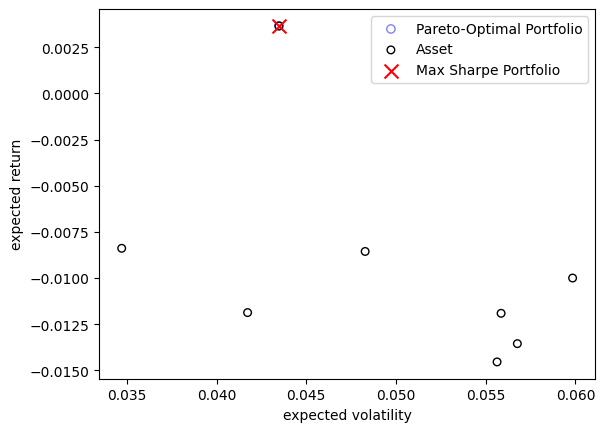 Pareto-Optimal Portfolio
Asset
Max Sharpe Portfolio
0.0025
0.0000
−0.0025
−0.0050
−0.0075
−0.0100
−0.0125
−0.0150
expected return
0.035 0.040 0.045 0.050 0.055 0.060
expected volatility